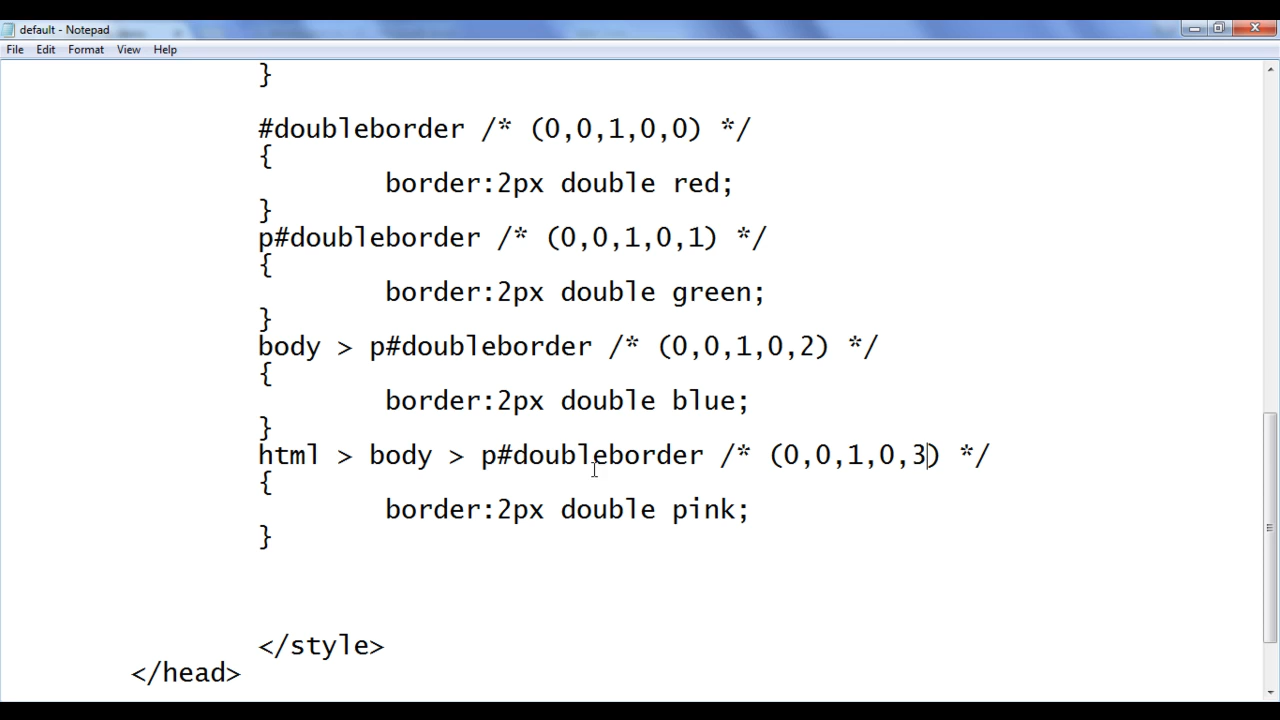 default - Notepad
File Edit Format View Help
}
#doubleborder /* (0,0,1,0,0) */
{
border:2px double red;
}
p#doubleborder /* (0,0,1,0,1) */
{
border:2px double green;
}
body > p#doubleborder /* (0,0,1,0,2) */
{
border:2px double blue;
}
html > body > p#doubleborder /* (0,0,1,0,3) */
{
border:2px double pink;
}
</style>
</head>